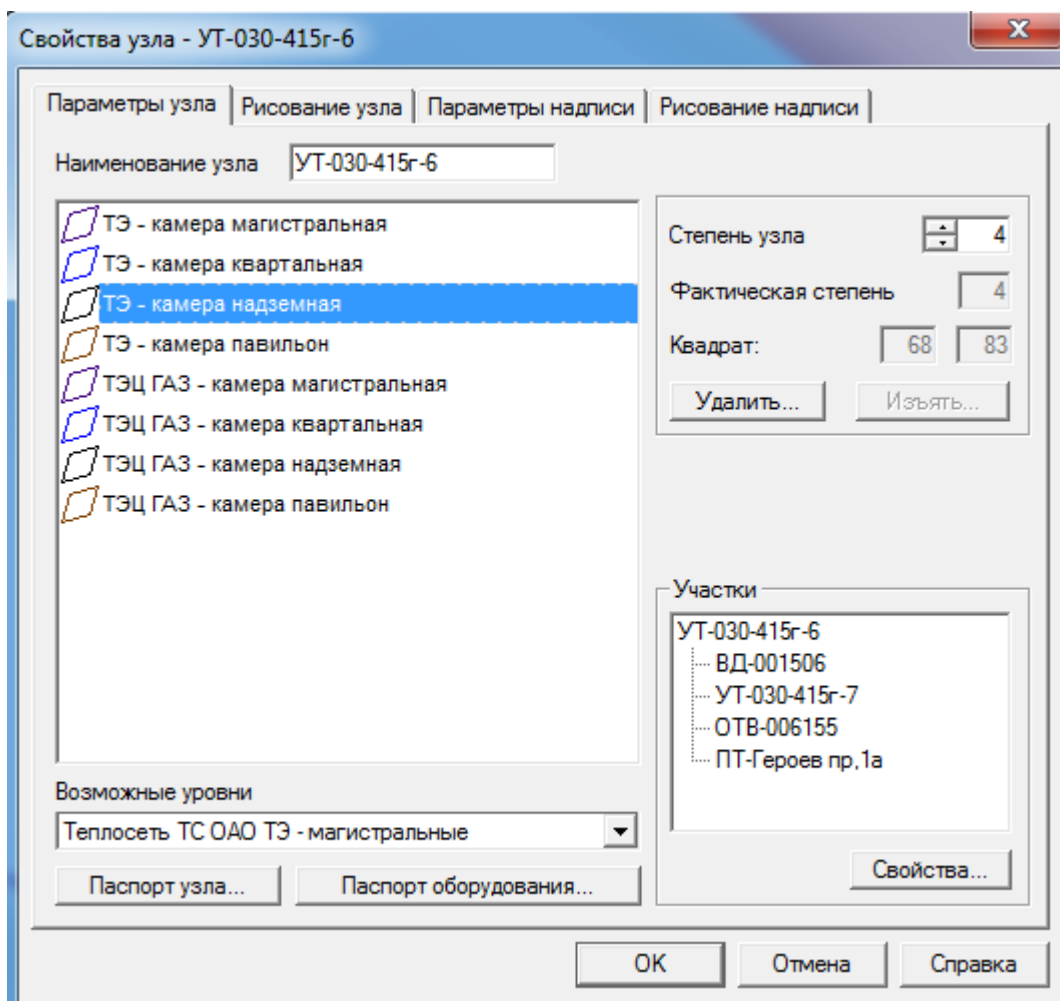 Свойства узла - УТ-030-415г-6
Параметры узла Рисование узла Параметры надписи Рисование надписи
Наименование узла УТ-030-415г-6
ТЭ - камера магистральная
ТЭ - камера квартальная
ТЭ - камера надземная
ТЭ - камера павильон
ТЭЦ ГАЗ - камера магистральная
ТЭЦ ГАЗ - камера квартальная
ТЭЦ ГАЗ - камера надземная
ТЭЦ ГАЗ - камера павильон
Возможные уровни
Теплосеть ТС ОАО ТЭ - магистральные
Паспорт узла... Паспорт оборудования...
Степень узла 4
Фактическая степень 4
Квадрат: 68 83
Удалить... Изъять...
Участки
УТ-030-415г-6
ВД-001506
УТ-030-415г-7
ОТВ-006155
ПТ-Героев пр,1а
Свойства...
OK Отмена Справка